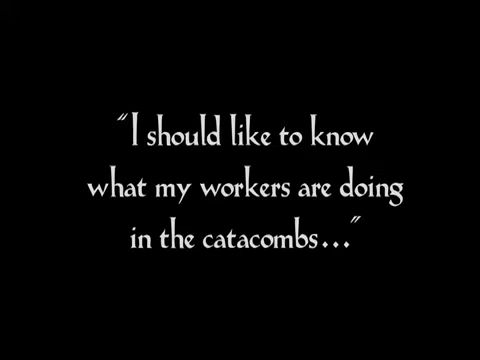 "I should like to know
what my workers are doing
in the catacombs..."